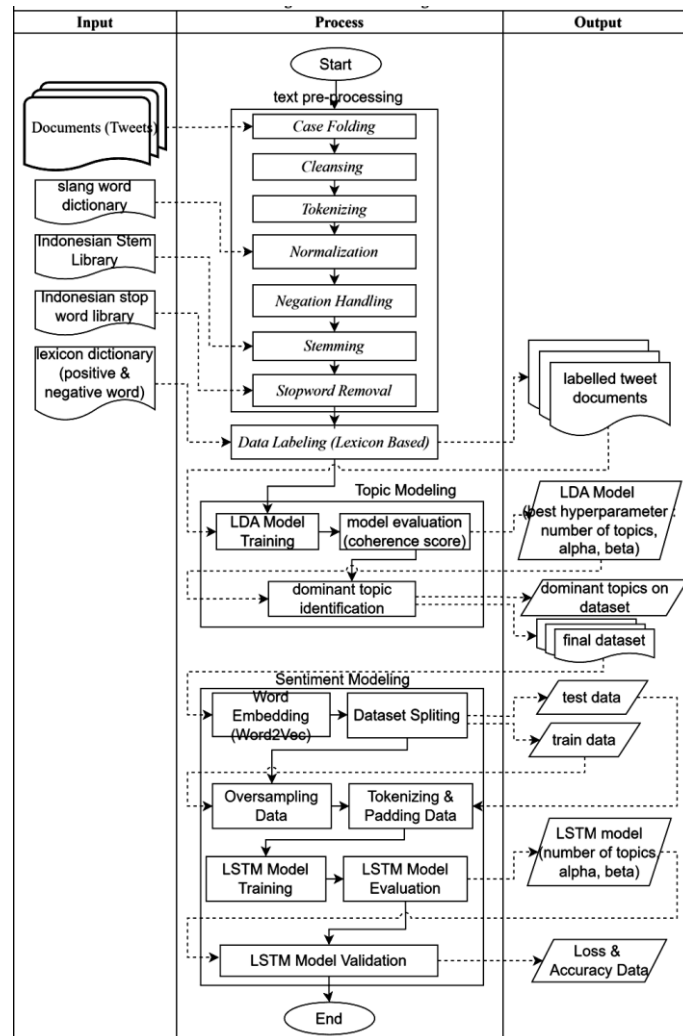 Input
Process
Output
Start
text pre-processing
Documents (Tweets)
Case Folding
Cleansing
slang word
dictionary
Tokenizing
Indonesian Stem
Library
Normalization
Indonesian stop
word library
Negation Handling
Stemming
lexicon dictionary
(positive &
negative word)
Stopword Removal
labelled tweet
documents
Data Labeling (Lexicon Based)
Topic Modeling
LDA Model
Training
model evaluation
(coherence score)
LDA Model
(best hyperparameter :
number of topics,
alpha, beta)
dominant topic
identification
dominant topics on
dataset
final dataset
Sentiment Modeling
Word
Embedding
(Word2Vec)
Dataset Spliting
test data
train data
Oversampling
Data
Tokenizing &
Padding Data
LSTM Model
Training
LSTM Model
Evaluation
LSTM model
(number of topics,
alpha, beta)
LSTM Model Validation
Loss &
Accuracy Data
End